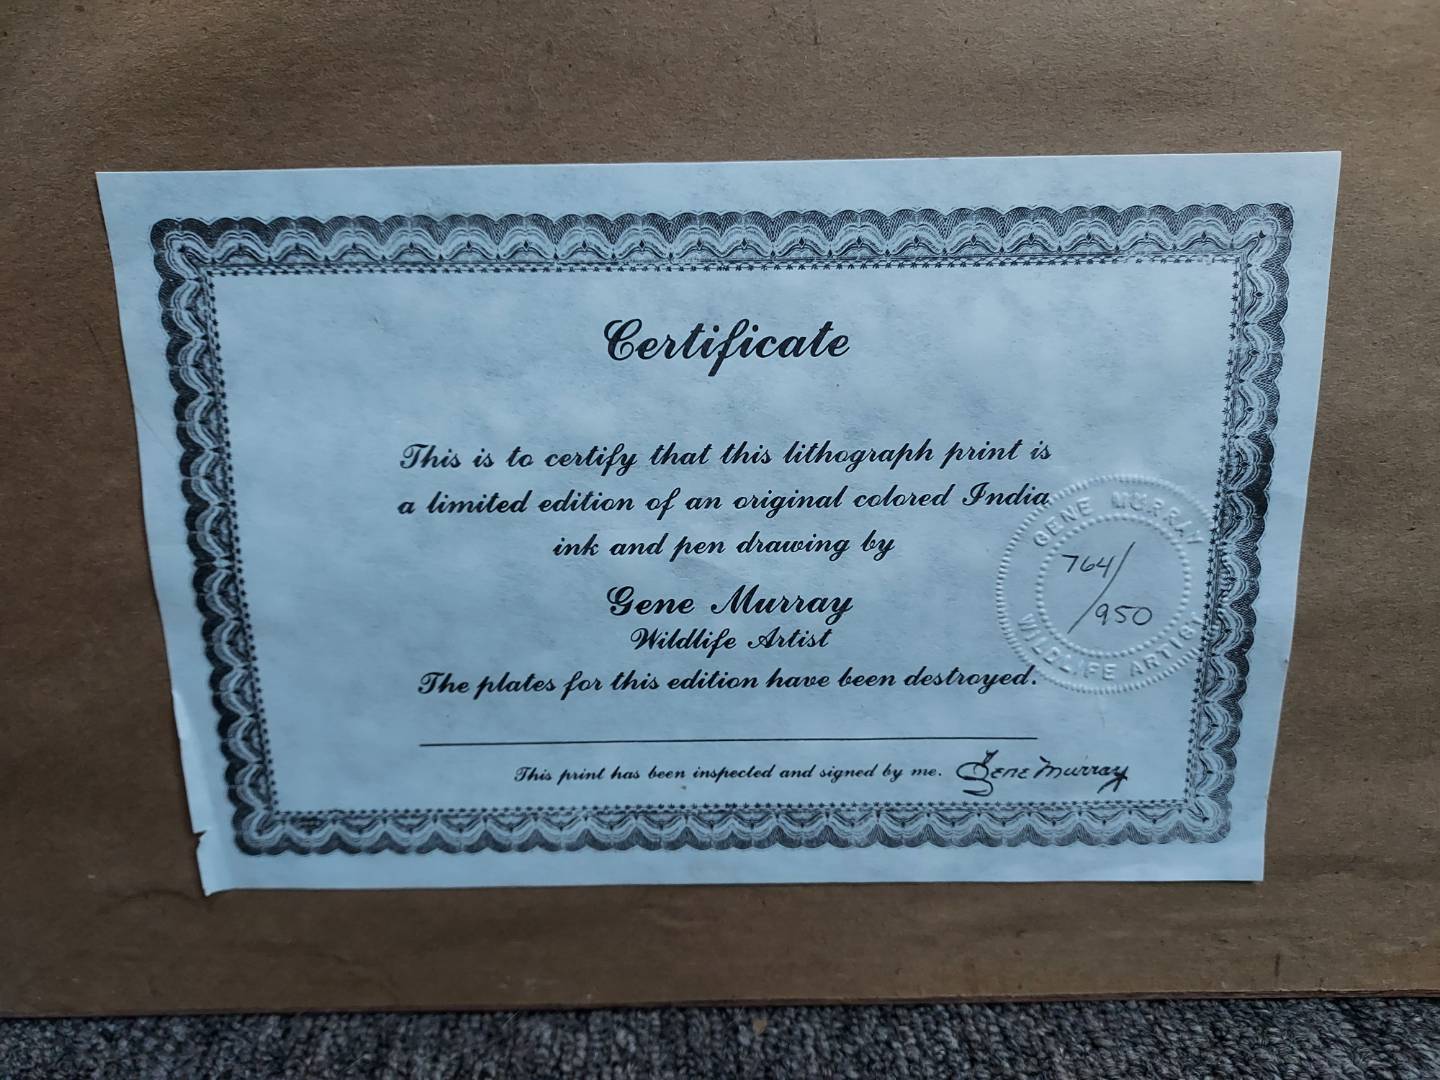 Certificate
This is to certify that this lithograph print is
a limited edition of an original colored India
ink and pen drawing by
Gene Murray
Wildlife Artist
The plates for this edition have been destroyed.
GENE MURRAY
764/
/950
WILDLIFE ARTIST
This print has been inspected and signed by me. Gene Murray